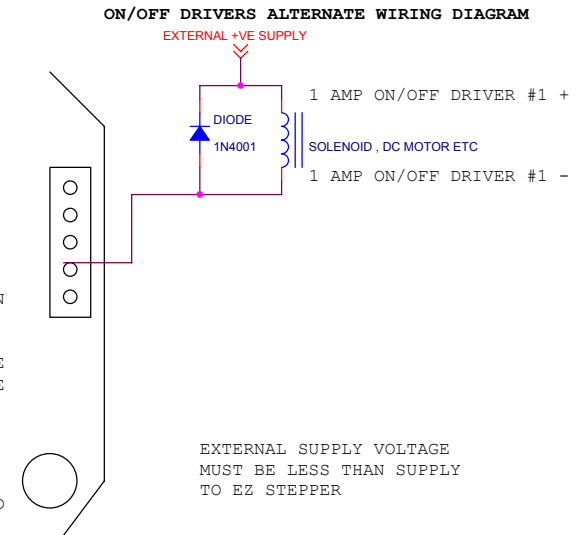 ON/OFF DRIVERS ALTERNATE WIRING DIAGRAM
EXTERNAL +VE SUPPLY
1 AMP ON/OFF DRIVER #1 +
DIODE
1N4001
SOLENOID , DC MOTOR ETC
1 AMP ON/OFF DRIVER #1 -
N
E
E
EXTERNAL SUPPLY VOLTAGE
MUST BE LESS THAN SUPPLY
TO EZ STEPPER